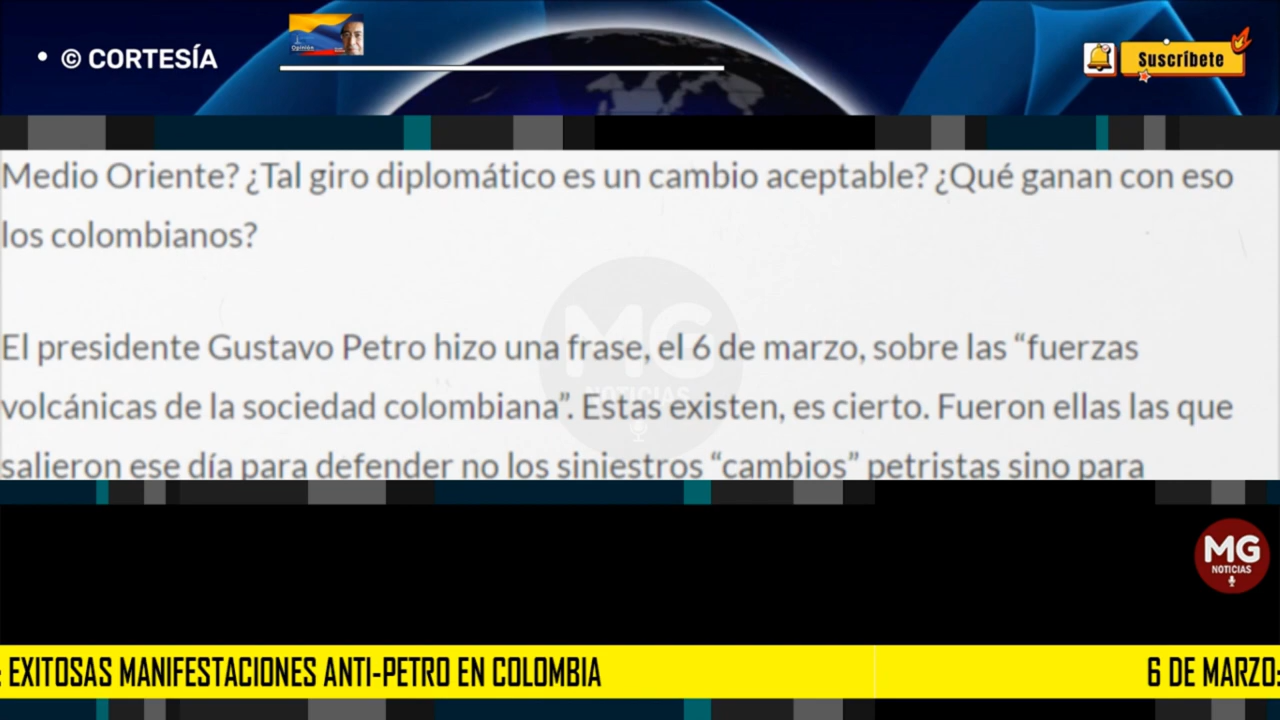 • © CORTESÍA
Opinión
Suscríbete
Medio Oriente? ¿Tal giro diplomático es un cambio aceptable? ¿Qué ganan con eso
los colombianos?
El presidente Gustavo Petro hizo una frase, el 6 de marzo, sobre las “fuerzas
volcánicas de la sociedad colombiana”. Estas existen, es cierto. Fueron ellas las que
salieron ese día para defender no los siniestros “cambios” petristas sino para
MG
NOTICIAS
MG
NOTICIAS
: EXITOSAS MANIFESTACIONES ANTI-PETRO EN COLOMBIA
6 DE MARZO: